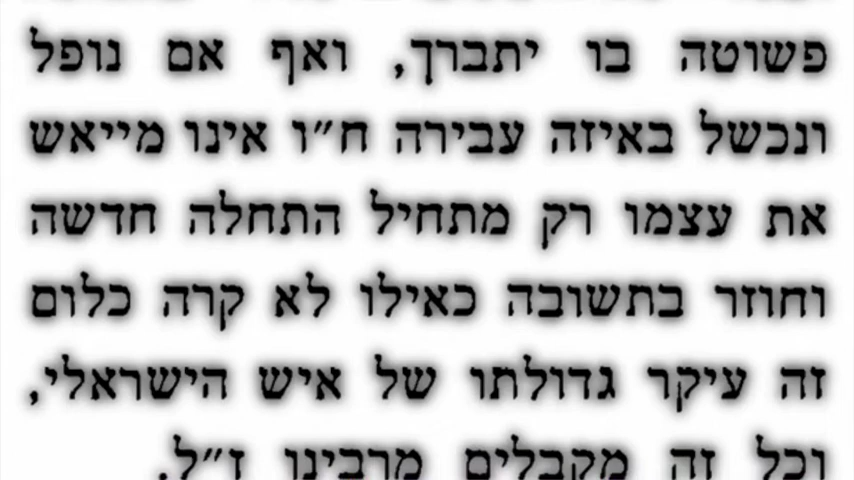 פשוטה בו יתברך, ואף אם נופל
ונכשל באיזה עבירה ח״ו אינו מייאש
את עצמו רק מתחיל התחלה חדשה
וחוזר בתשובה כאילו לא קרה כלום
זה עיקר גדולתו של איש הישראלי,
וכל זה מקבלים מרבינו ז״ל.